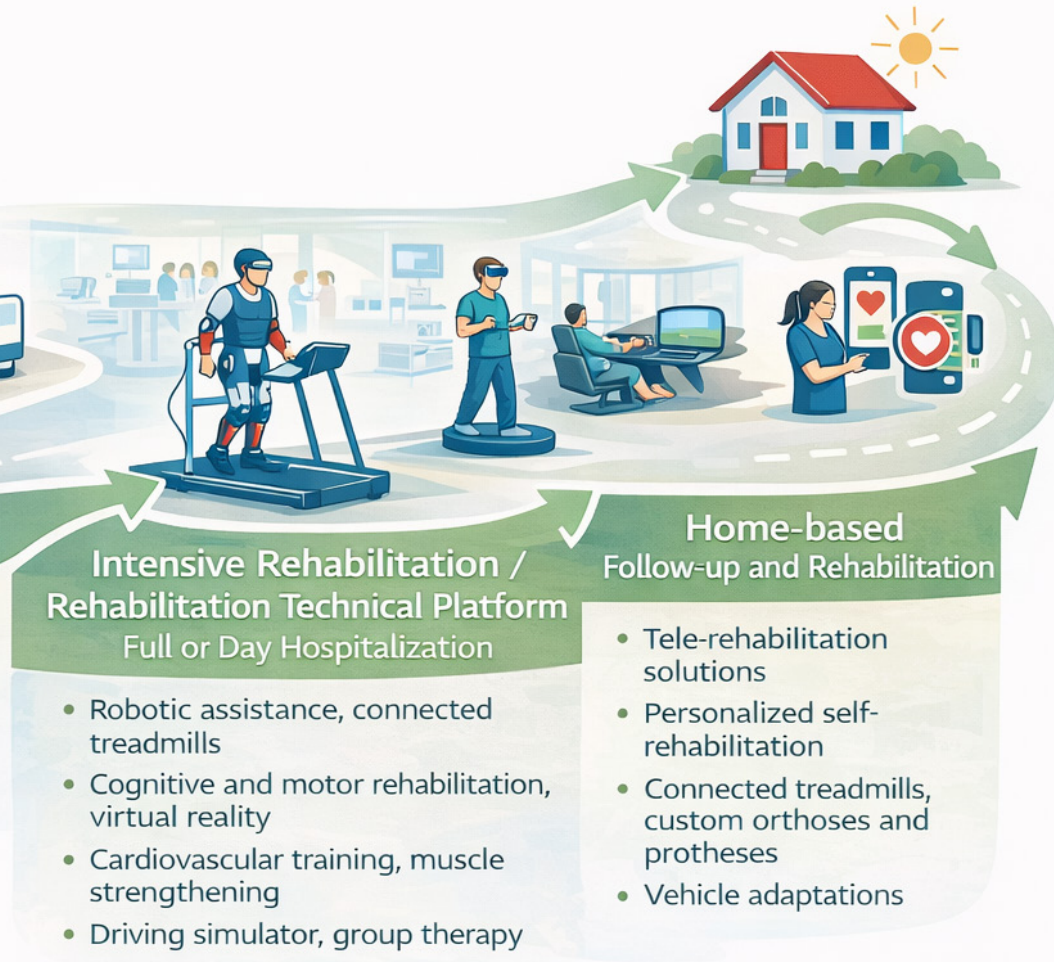 Intensive Rehabilitation /
Rehabilitation Technical Platform
Full or Day Hospitalization
• Robotic assistance, connected
treadmills
• Cognitive and motor rehabilitation,
virtual reality
• Cardiovascular training, muscle
strengthening
• Driving simulator, group therapy
Home-based
Follow-up and Rehabilitation
• Tele-rehabilitation
solutions
• Personalized self-
rehabilitation
• Connected treadmills,
custom orthoses and
protheses
• Vehicle adaptations